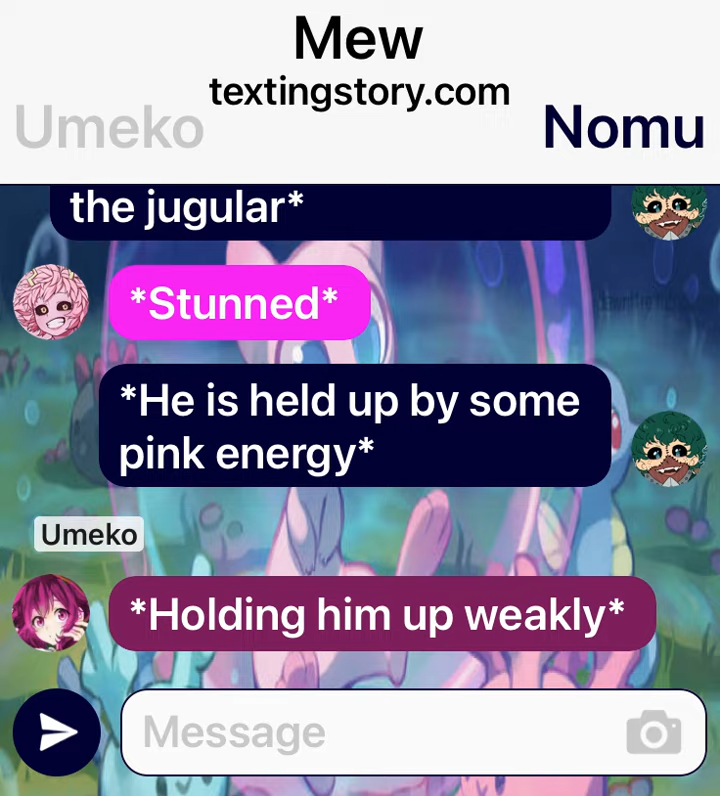 Mew
textingstory.com
Umeko
Nomu
the jugular*
*Stunned*
*He is held up by some
pink energy*
Umeko
*Holding him up weakly*
Message